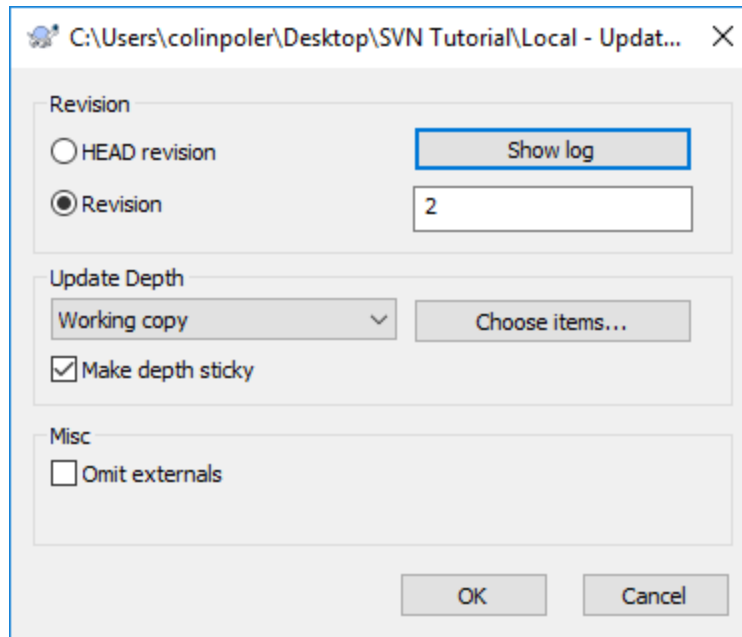 C:\Users\colinpoler\Desktop\SVN Tutorial\Local - Updat...
Revision
HEAD revision
Show log
Revision
2
Update Depth
Working copy
Choose items...
Make depth sticky
Misc
Omit externals
OK
Cancel